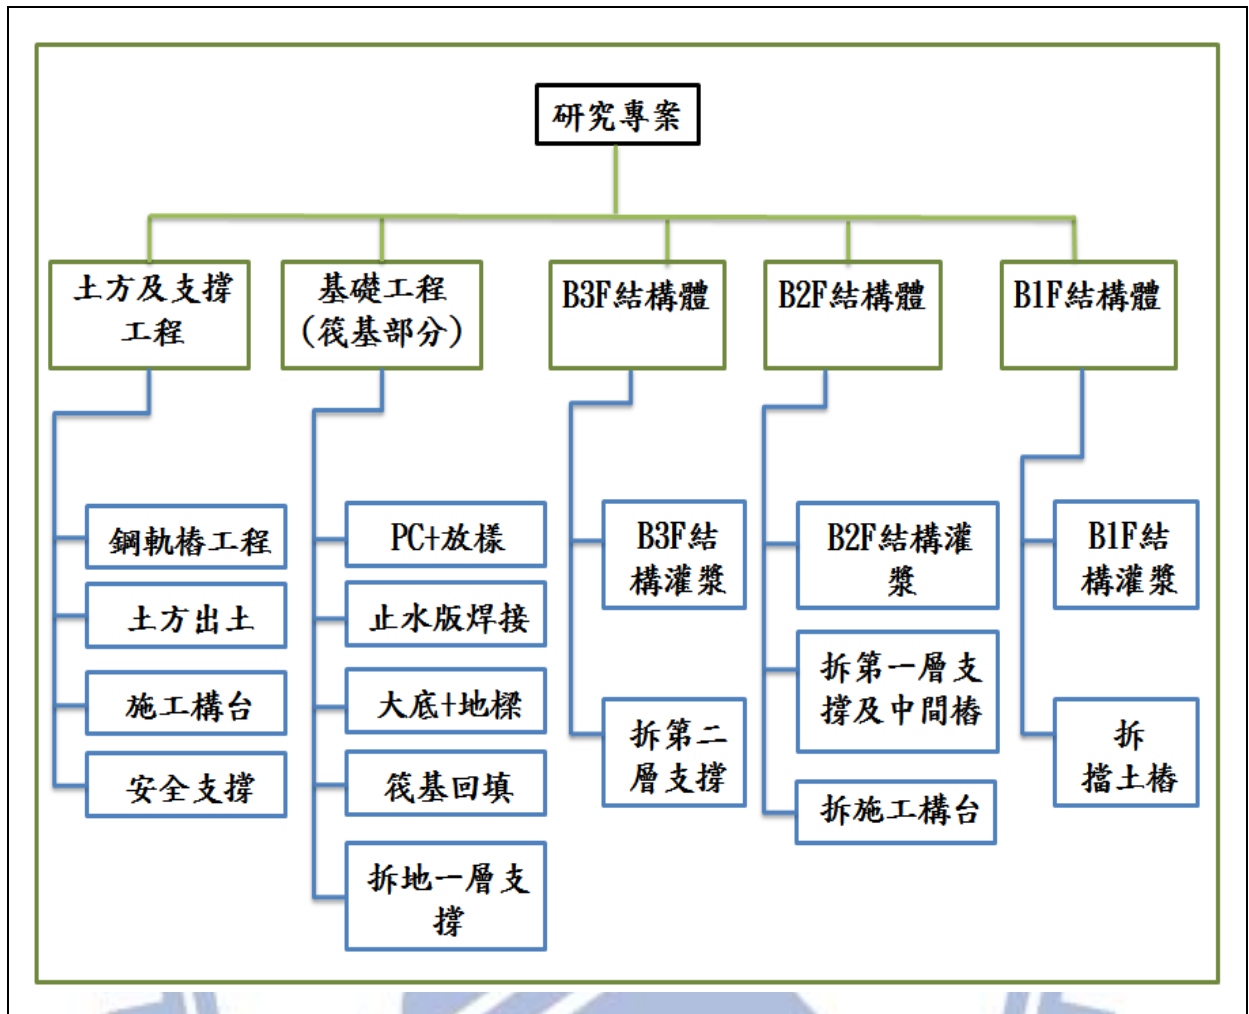 研究專案
土方及支撐
工程
基礎工程
(筏基部分)
B3F結構體
B2F結構體
B1F結構體
鋼軌樁工程
土方出土
施工構台
安全支撐
PC+放樣
止水版焊接
大底+地樑
筏基回填
拆地一層支
撐
B3F結
構灌漿
拆第二
層支撐
B2F結構灌
漿
拆第一層支
撐及中間樁
拆施工構台
B1F結
構灌漿
拆
擋土樁